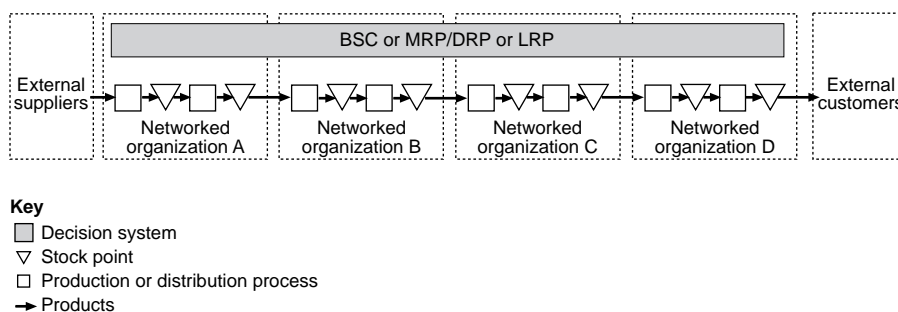 BSC or MRP/DRP or LRP
External
suppliers
External
customers
Networked
organization A
Networked
organization B
Networked
organization C
Networked
organization D
Key
Decision system
Stock point
Production or distribution process
Products